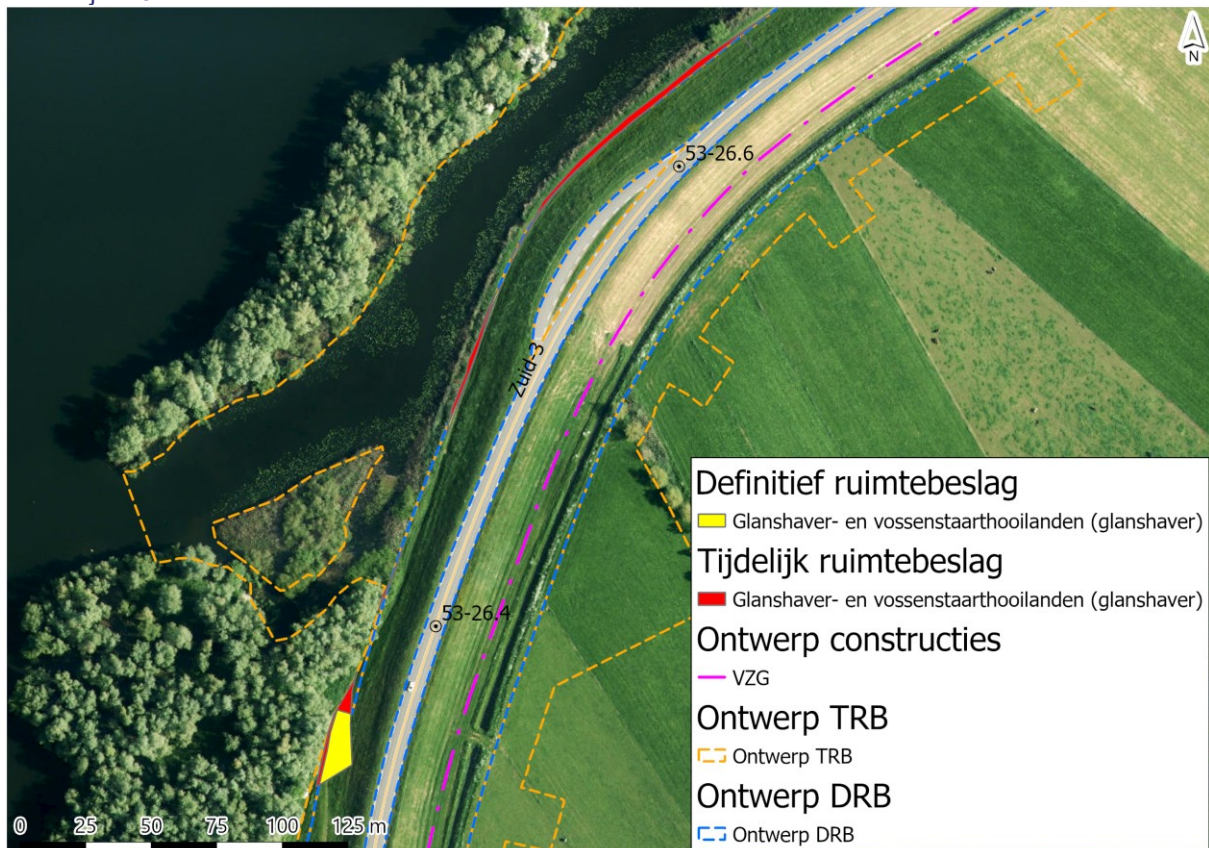 N
53-26.6
Zuid-3
53-26.4
0 25 50 75 100 125 m
Definitief ruimtebeslag
Glanshaver- en vossenstaarthooilanden (glanshaver)
Tijdelijk ruimtebeslag
Glanshaver- en vossenstaarthooilanden (glanshaver)
Ontwerp constructies
VZG
Ontwerp TRB
Ontwerp TRB
Ontwerp DRB
Ontwerp DRB